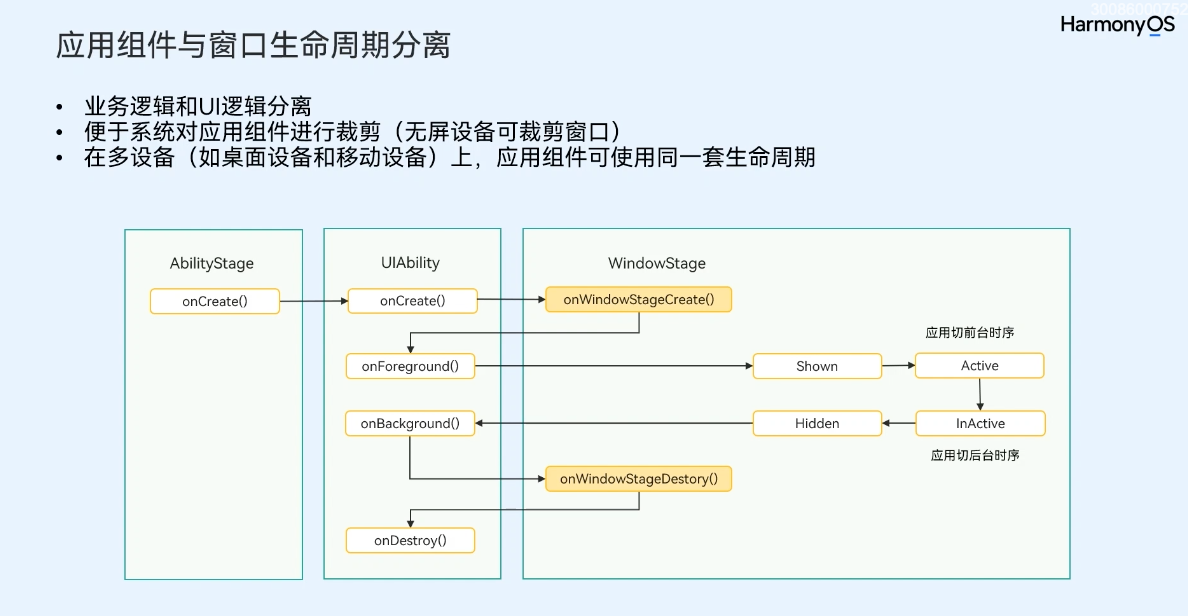 30086000752
HarmonyOS
应用组件与窗口生命周期分离
• 业务逻辑和UI逻辑分离
• 便于系统对应用组件进行裁剪（无屏设备可裁剪窗口）
• 在多设备（如桌面设备和移动设备）上，应用组件可使用同一套生命周期
AbilityStage
UIAbility
WindowStage
onCreate()
onCreate()
onWindowStageCreate()
应用切前台时序
onForeground()
Shown
Active
onBackground()
Hidden
InActive
应用切后台时序
onWindowStageDestory()
onDestroy()